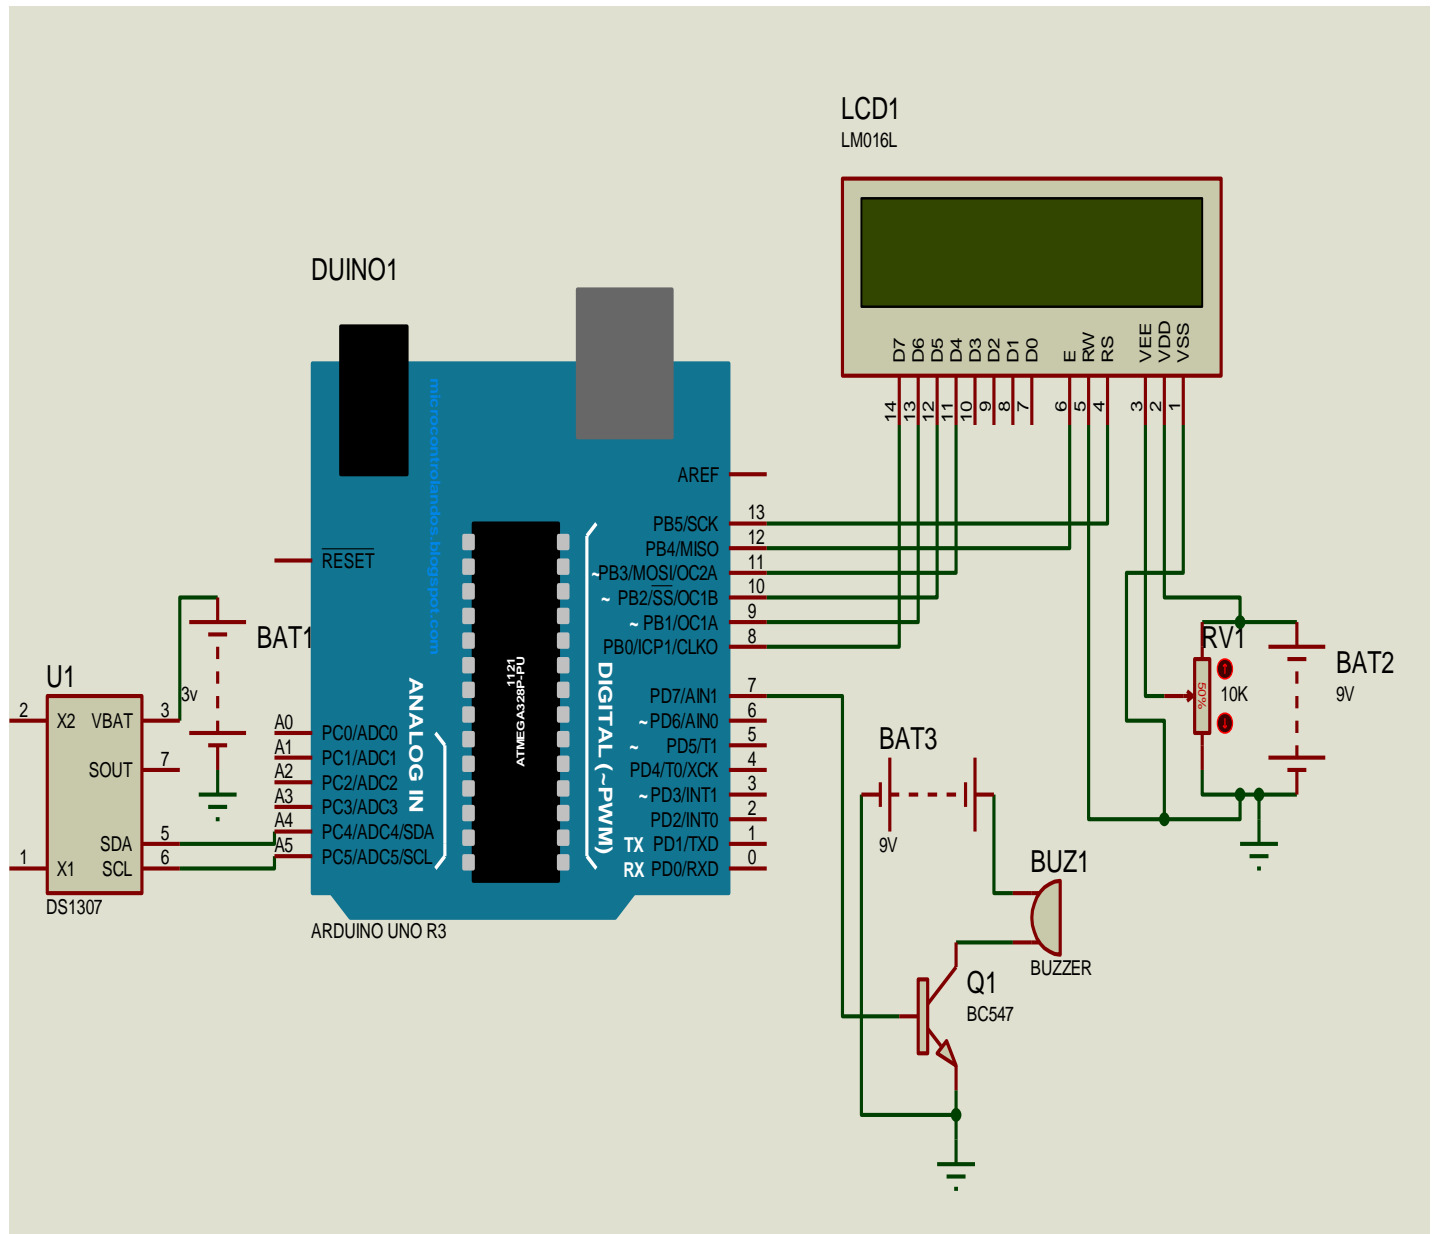 LCD1
LM016L
D7
D6
D5
D4
D3
D2
D1
D0
E
RW
RS
VEE
VDD
VSS
14
13
12
11
10
9
8
7
6
5
4
3
2
1
DUINO1
microcontrolandos.blogspot.com
AREF
RESET
PB5/SCK 13
PB4/MISO 12
~PB3/MOSI/OC2A 11
~ PB2/SS/OC1B 10
~ PB1/OC1A 9
PB0/ICP1/CLKO 8
PD7/AIN1 7
~PD6/AIN0 6
~ PD5/T1 5
PD4/T0/XCK 4
~PD3/INT1 3
PD2/INT0 2
TX PD1/TXD 1
RX PD0/RXD 0
DIGITAL (~PWM)
1121
ATMEGA328P-PU
ANALOG IN
A0 PC0/ADC0
A1 PC1/ADC1
A2 PC2/ADC2
A3 PC3/ADC3
A4 PC4/ADC4/SDA
A5 PC5/ADC5/SCL
ARDUINO UNO R3
BAT1
3v
U1
2 X2 VBAT 3
SOUT 7
SDA 5
1 X1 SCL 6
DS1307
RV1
50%
10K
BAT2
9V
BAT3
9V
BUZ1
BUZZER
Q1
BC547